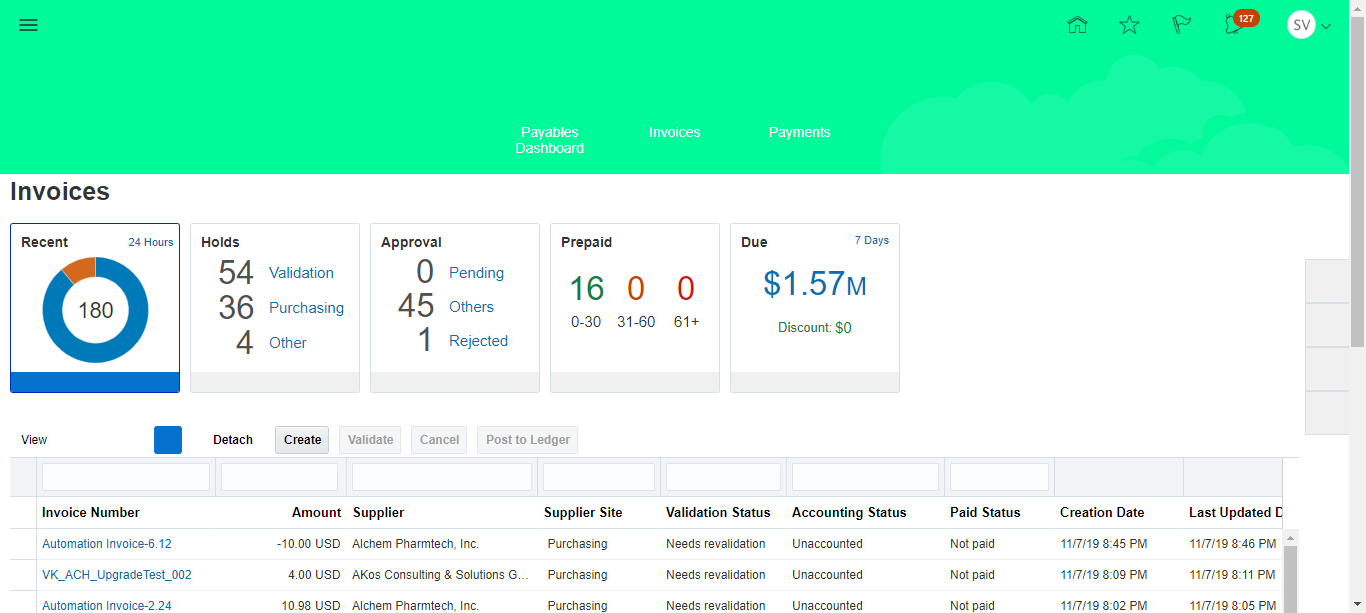 127
SV
Payables
Dashboard
Invoices
Payments
Invoices
Recent
24 Hours
180
Holds
54 Validation
36 Purchasing
4 Other
Approval
0 Pending
45 Others
1 Rejected
Prepaid
16 0 0
0-30 31-60 61+
Due
7 Days
$1.57M
Discount: $0
View Detach Create Validate Cancel Post to Ledger
Invoice Number Amount Supplier Supplier Site Validation Status Accounting Status Paid Status Creation Date Last Updated D
Automation Invoice-6.12 -10.00 USD Alchem Pharmtech, Inc. Purchasing Needs revalidation Unaccounted Not paid 11/7/19 8:45 PM 11/7/19 8:46 PM
VK_ACH_UpgradeTest_002 4.00 USD AKos Consulting & Solutions G... Purchasing Needs revalidation Unaccounted Not paid 11/7/19 8:09 PM 11/7/19 8:11 PM
Automation Invoice-2.24 10.98 USD Alchem Pharmtech, Inc. Purchasing Needs revalidation Unaccounted Not paid 11/7/19 8:02 PM 11/7/19 8:05 PM